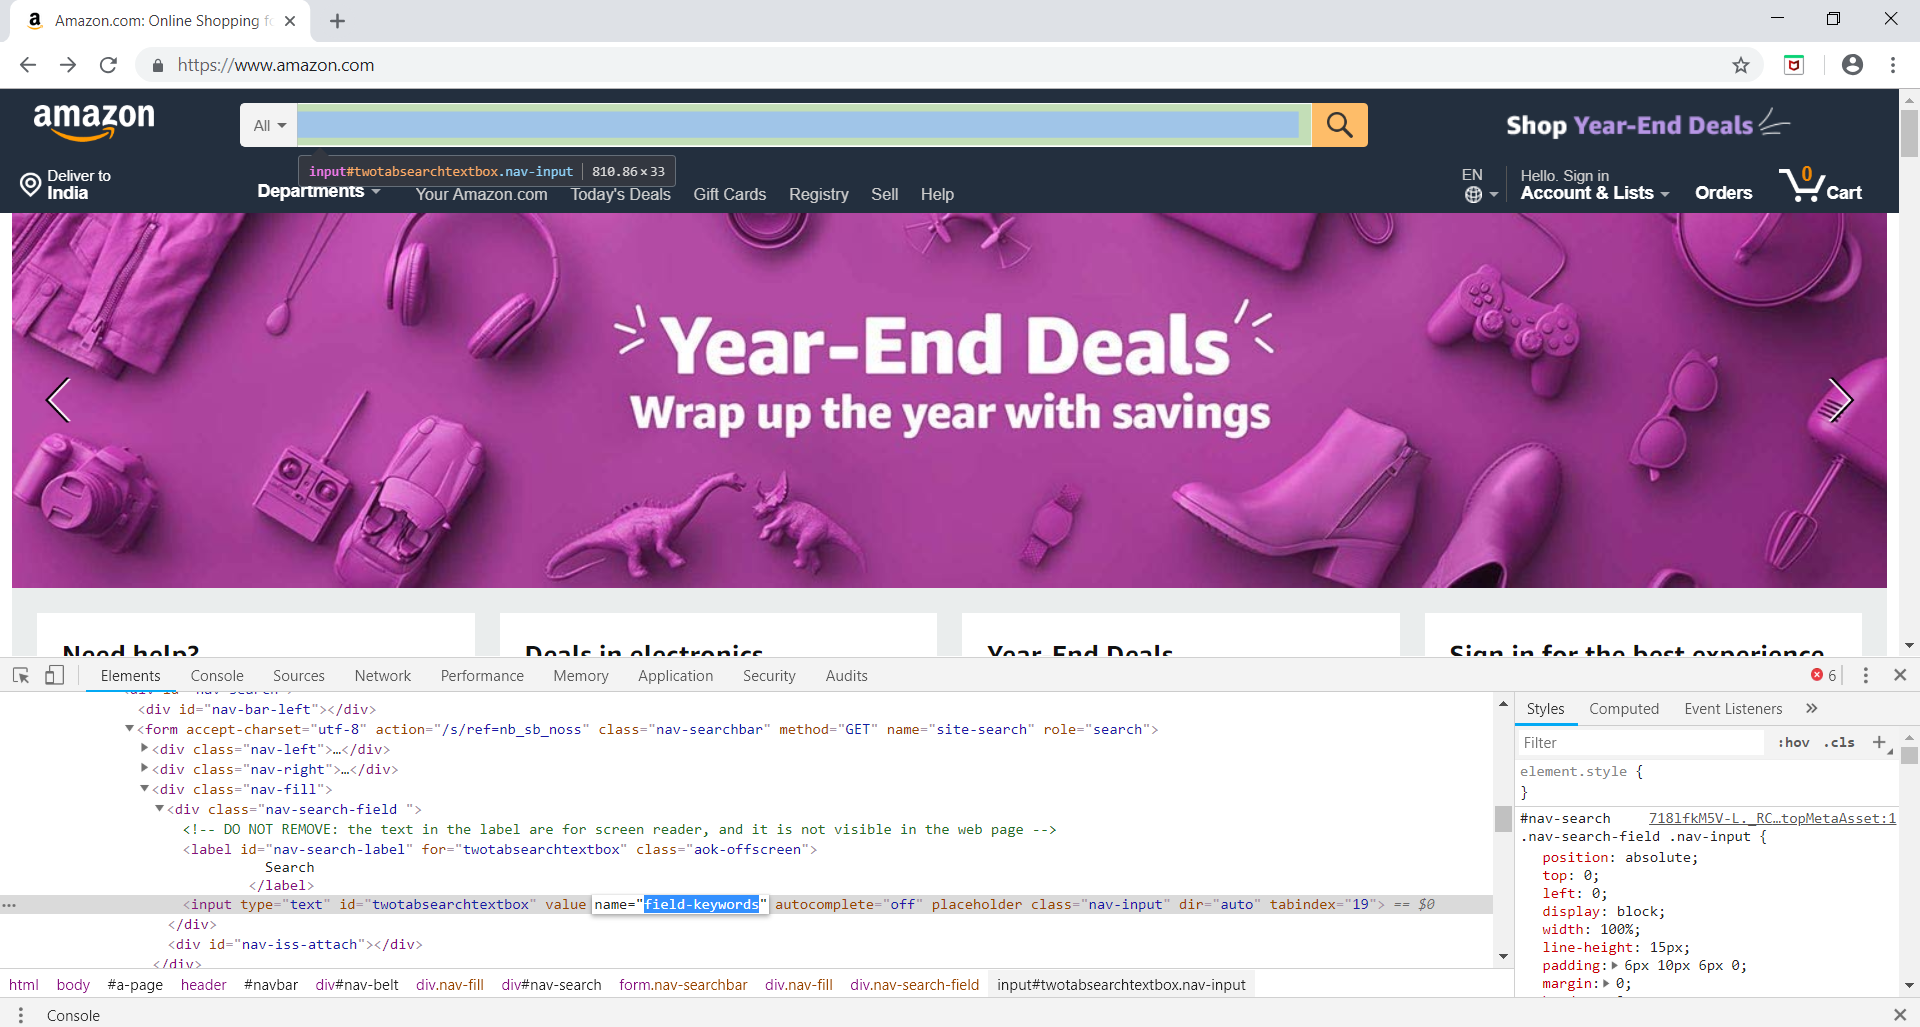 Amazon.com: Online Shopping fo
https://www.amazon.com
amazon
All
Shop Year-End Deals
input#twotabsearchtextbox.nav-input 810.86×33
Deliver to
India
Departments
Your Amazon.com Today's Deals Gift Cards Registry Sell Help
EN
Hello. Sign in
Account & Lists
Orders
0
Cart
Year-End Deals
Wrap up the year with savings
Need help?
Deals in electronics
Year-End Deals
Sign in for the best experience
Elements Console Sources Network Performance Memory Application Security Audits
6
<div id="nav-search">
<div id="nav-bar-left"></div>
<form accept-charset="utf-8" action="/s/ref=nb_sb_noss" class="nav-searchbar" method="GET" name="site-search" role="search">
<div class="nav-left">…</div>
<div class="nav-right">…</div>
<div class="nav-fill">
<div class="nav-search-field ">
<!-- DO NOT REMOVE: the text in the label are for screen reader, and it is not visible in the web page -->
<label id="nav-search-label" for="twotabsearchtextbox" class="aok-offscreen">
Search
</label>
… <input type="text" id="twotabsearchtextbox" value name="field-keywords" autocomplete="off" placeholder class="nav-input" dir="auto" tabindex="19"> == $0
</div>
<div id="nav-iss-attach"></div>
</div>
html body #a-page header #navbar div#nav-belt div.nav-fill div#nav-search form.nav-searchbar div.nav-fill div.nav-search-field input#twotabsearchtextbox.nav-input
Styles Computed Event Listeners »
Filter :hov .cls +
element.style {
}
#nav-search 718lfkM5V-L._RC…topMetaAsset:1
.nav-search-field .nav-input {
position: absolute;
top: 0;
left: 0;
display: block;
width: 100%;
line-height: 15px;
padding: 6px 10px 6px 0;
margin: 0;
Console